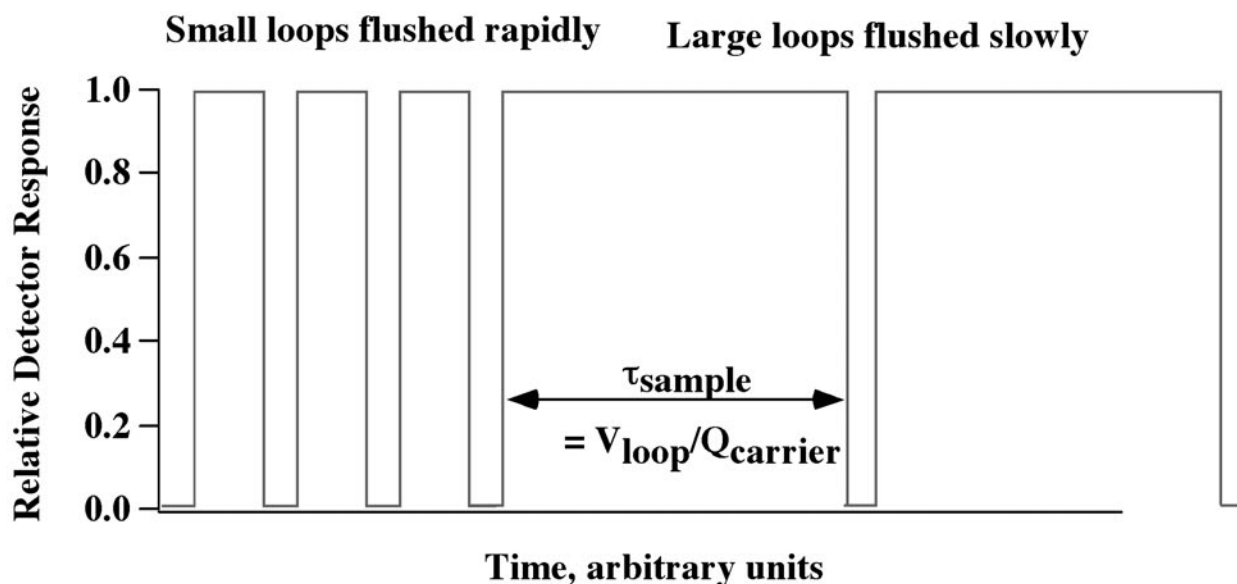 Small loops flushed rapidly
Large loops flushed slowly
Relative Detector Response
1.0
0.8
0.6
0.4
0.2
0.0
τsample
= Vloop/Qcarrier
Time, arbitrary units